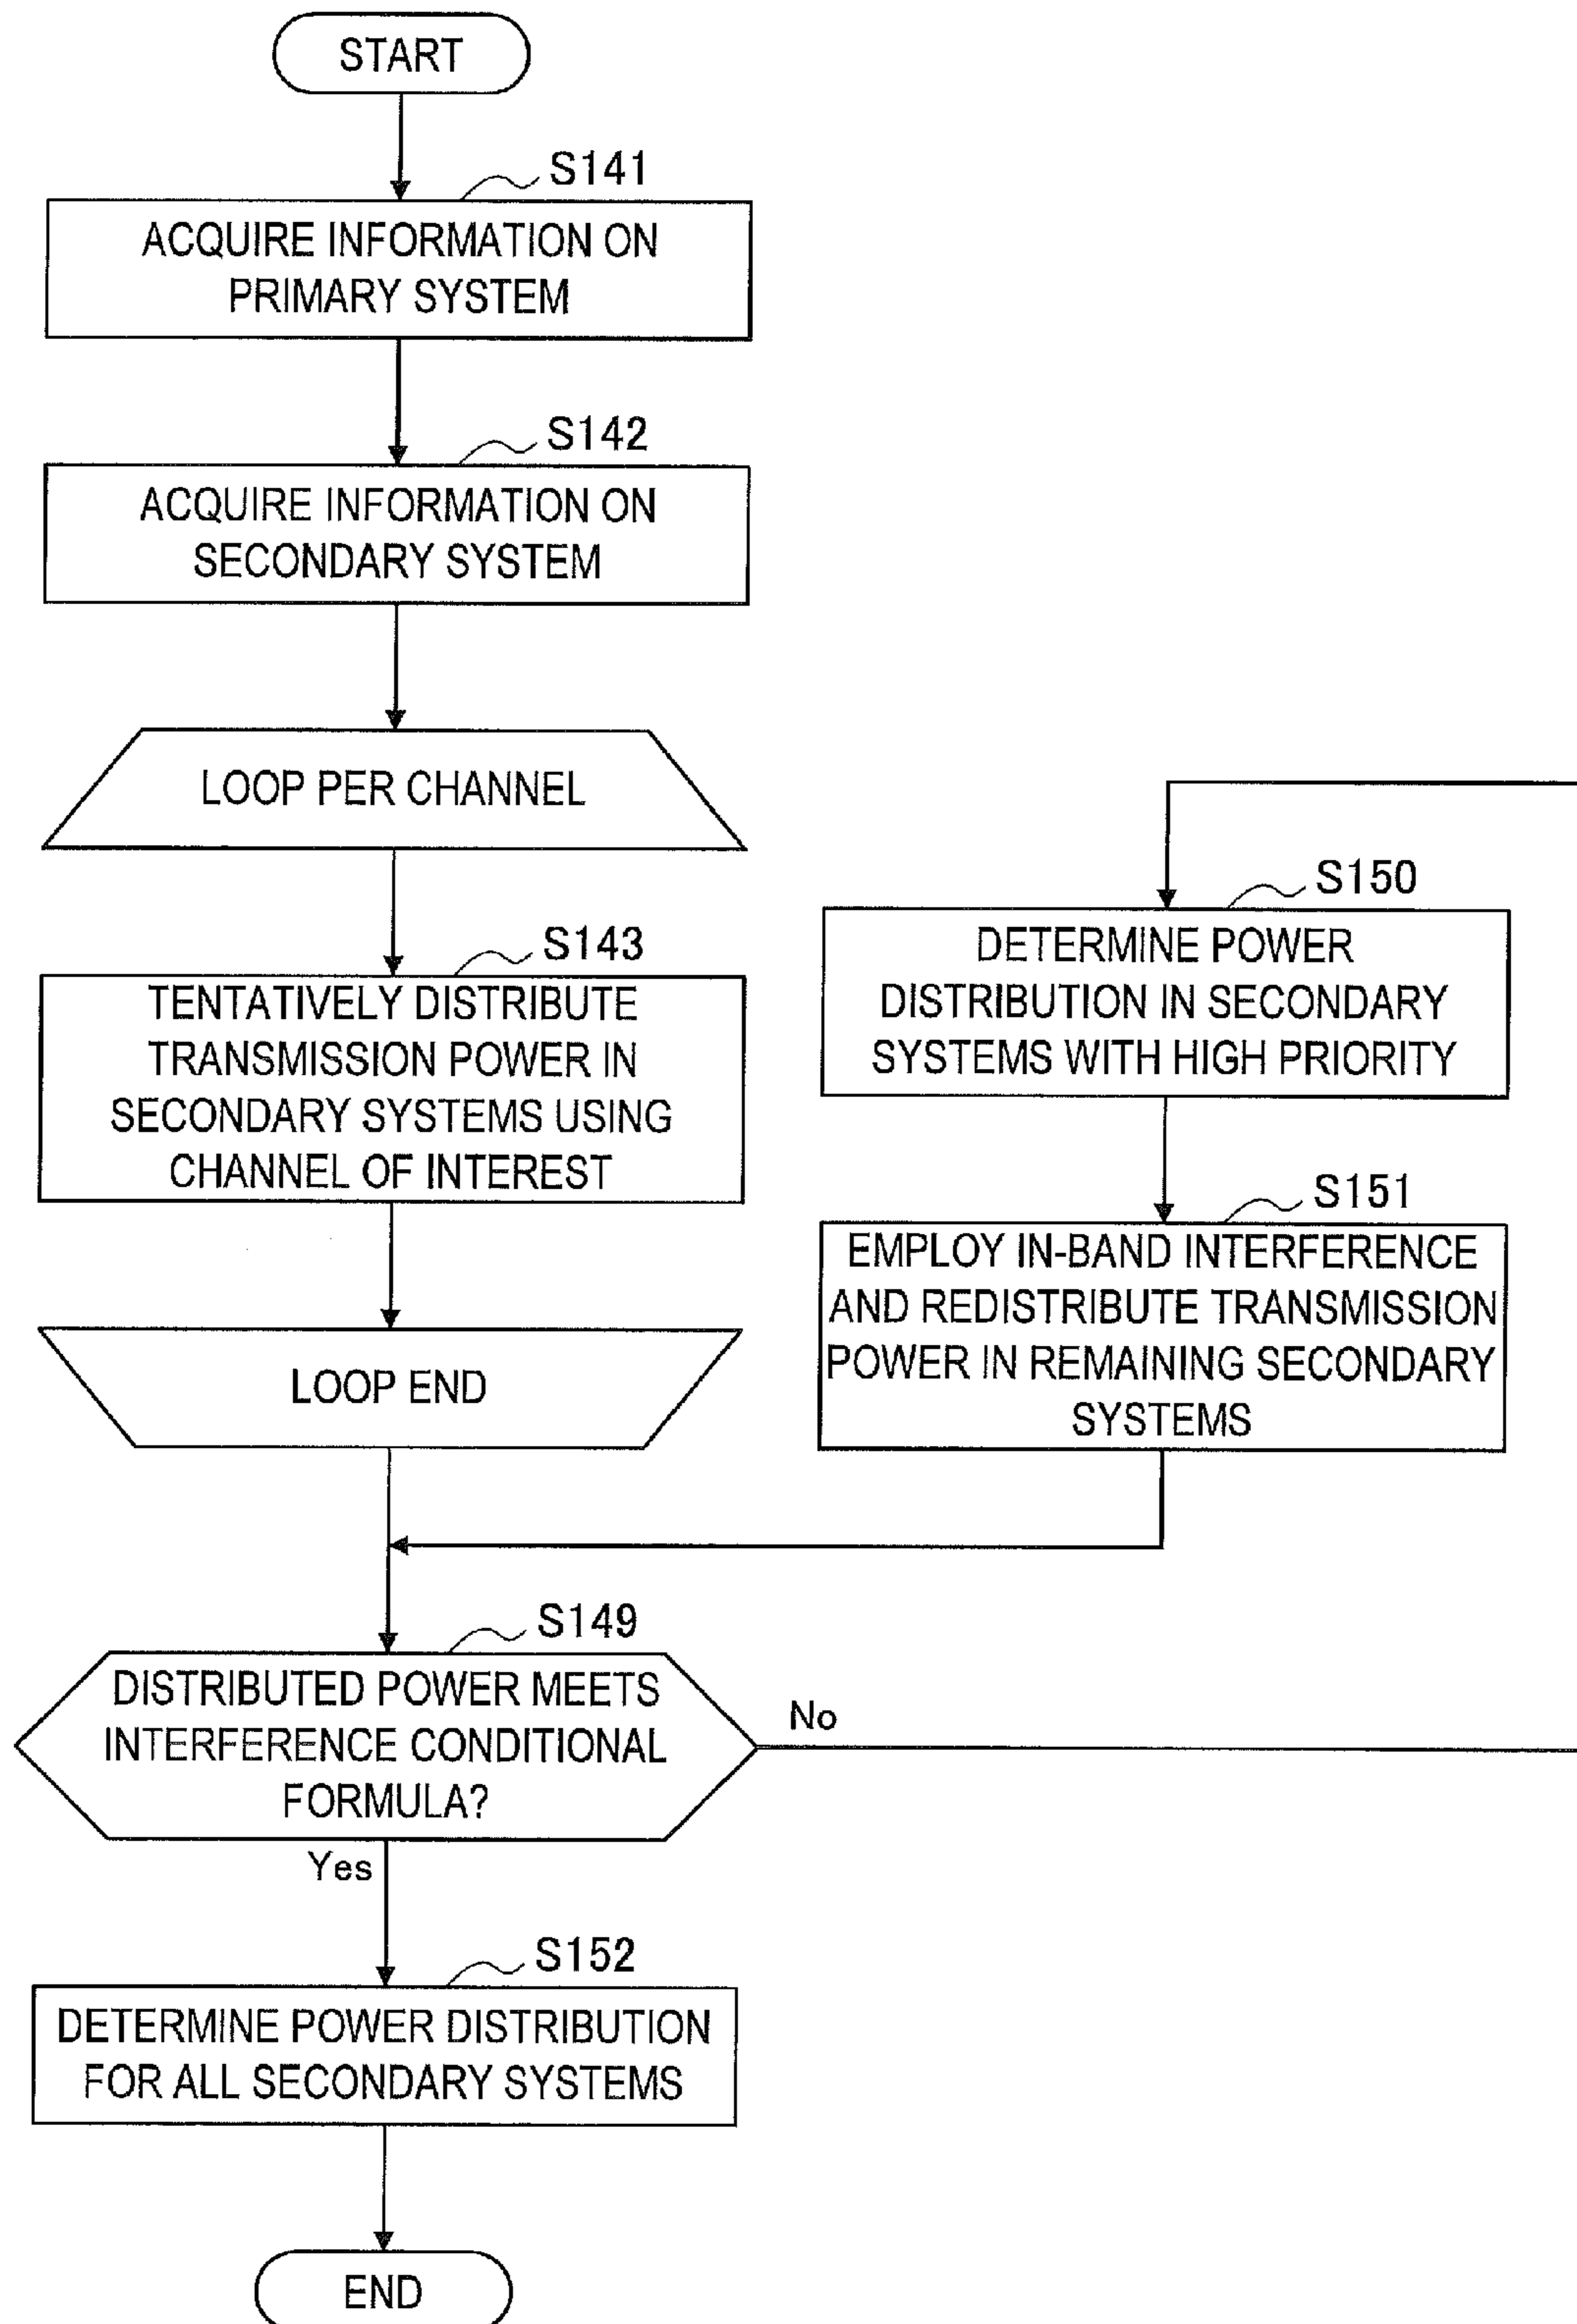 START
S141
ACQUIRE INFORMATION ON
PRIMARY SYSTEM
S142
ACQUIRE INFORMATION ON
SECONDARY SYSTEM
LOOP PER CHANNEL
S143
TENTATIVELY DISTRIBUTE
TRANSMISSION POWER IN
SECONDARY SYSTEMS USING
CHANNEL OF INTEREST
LOOP END
S150
DETERMINE POWER
DISTRIBUTION IN SECONDARY
SYSTEMS WITH HIGH PRIORITY
S151
EMPLOY IN-BAND INTERFERENCE
AND REDISTRIBUTE TRANSMISSION
POWER IN REMAINING SECONDARY
SYSTEMS
S149
DISTRIBUTED POWER MEETS
INTERFERENCE CONDITIONAL
FORMULA?
No
Yes
S152
DETERMINE POWER DISTRIBUTION
FOR ALL SECONDARY SYSTEMS
END